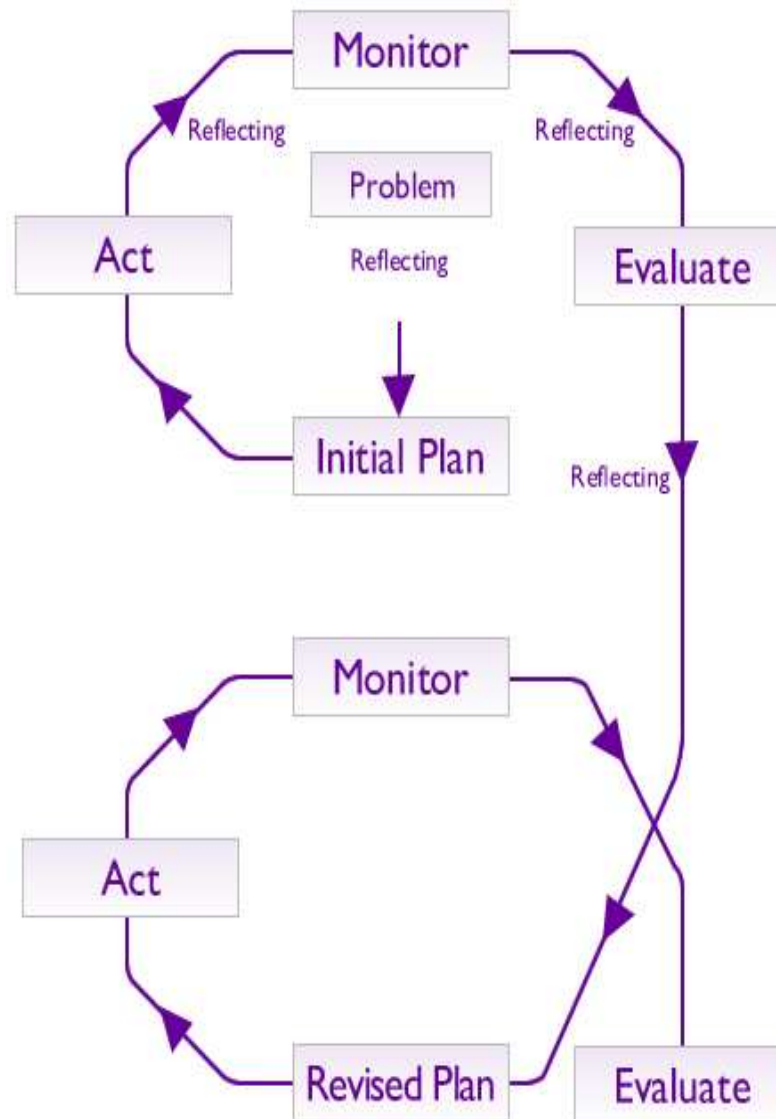 Monitor
Reflecting
Reflecting
Problem
Act
Reflecting
Evaluate
Initial Plan
Reflecting
Monitor
Act
Revised Plan
Evaluate